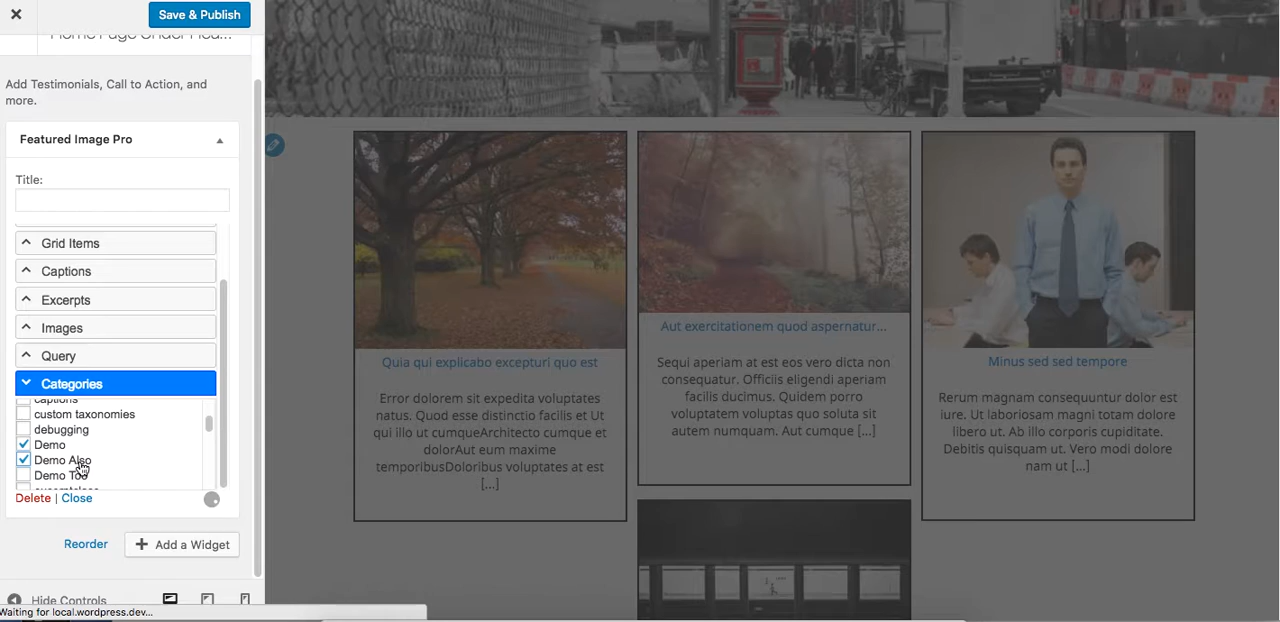 Save & Publish
Add Testimonials, Call to Action, and
more.
Featured Image Pro
Title:
Grid Items
Captions
Excerpts
Images
Query
Categories
captions
custom taxonomies
debugging
Demo
Demo Also
Demo Too
Delete | Close
Reorder
Add a Widget
Hide Controls
Waiting for local.wordpress.dev...
Quia qui explicabo excepturi quo est
Error dolorem sit expedita voluptates
natus. Quod esse distinctio facilis et Ut
qui illo ut cumqueArchitecto cumque et
dolorAut eum maxime
temporibusDoloribus voluptates at est
[...]
Aut exercitationem quod aspernatur...
Sequi aperiam at est eos vero dicta non
consequatur. Officiis eligendi aperiam
facilis ducimus. Quidem porro
voluptatem voluptas quo soluta sit
autem numquam. Aut cumque [...]
Minus sed sed tempore
Rerum magnam consequuntur dolor est
iure. Ut laboriosam magni totam dolore
libero ut. Ab illo corporis cupiditate.
Debitis quisquam ut. Vero modi dolore
nam ut [...]